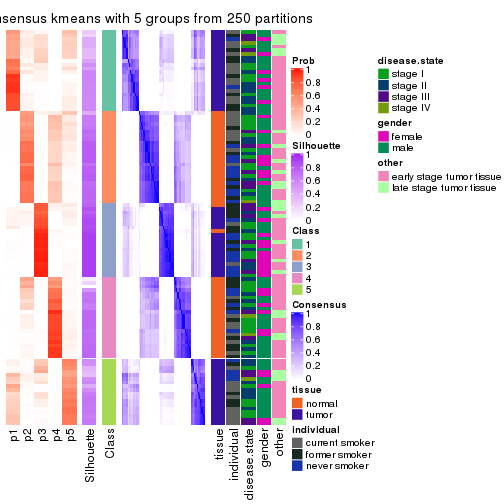 nsensus kmeans with 5 groups from 250 partitions
p1
p2
p3
p4
p5
Silhouette
Class
tissue
individual
disease.state
gender
other
Prob
1
0.8
0.6
0.4
0.2
0
Silhouette
1
0.8
0.6
0.4
0.2
0
Class
1
2
3
4
5
Consensus
1
0.8
0.6
0.4
0.2
0
tissue
normal
tumor
individual
current smoker
former smoker
never smoker
disease.state
stage I
stage II
stage III
stage IV
gender
female
male
other
early stage tumor tissue
late stage tumor tissue